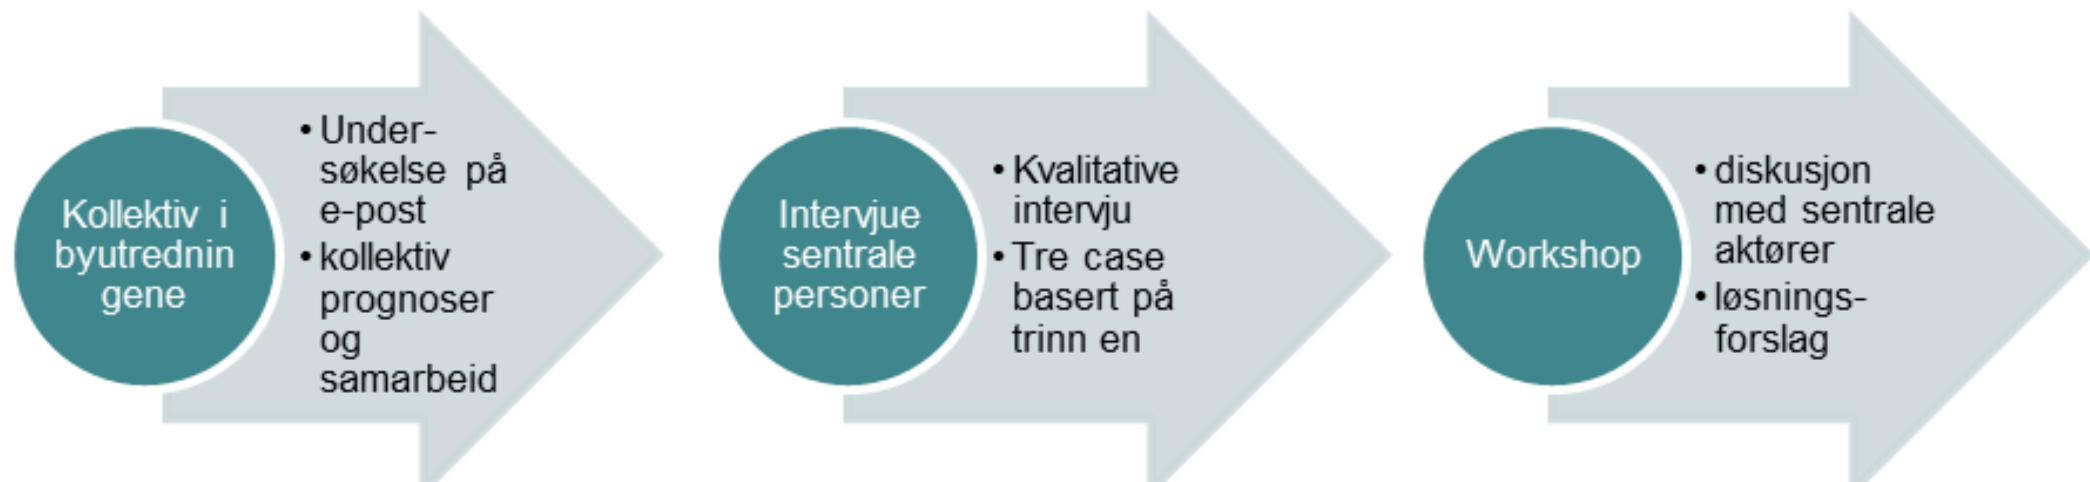 Kollektiv i
byutrednin
gene
• Under-
søkelse på
e-post
• kollektiv
prognoser
og
samarbeid
Intervjue
sentrale
personer
• Kvalitative
intervju
• Tre case
basert på
trinn en
Workshop
• diskusjon
med sentrale
aktører
• løsnings-
forslag